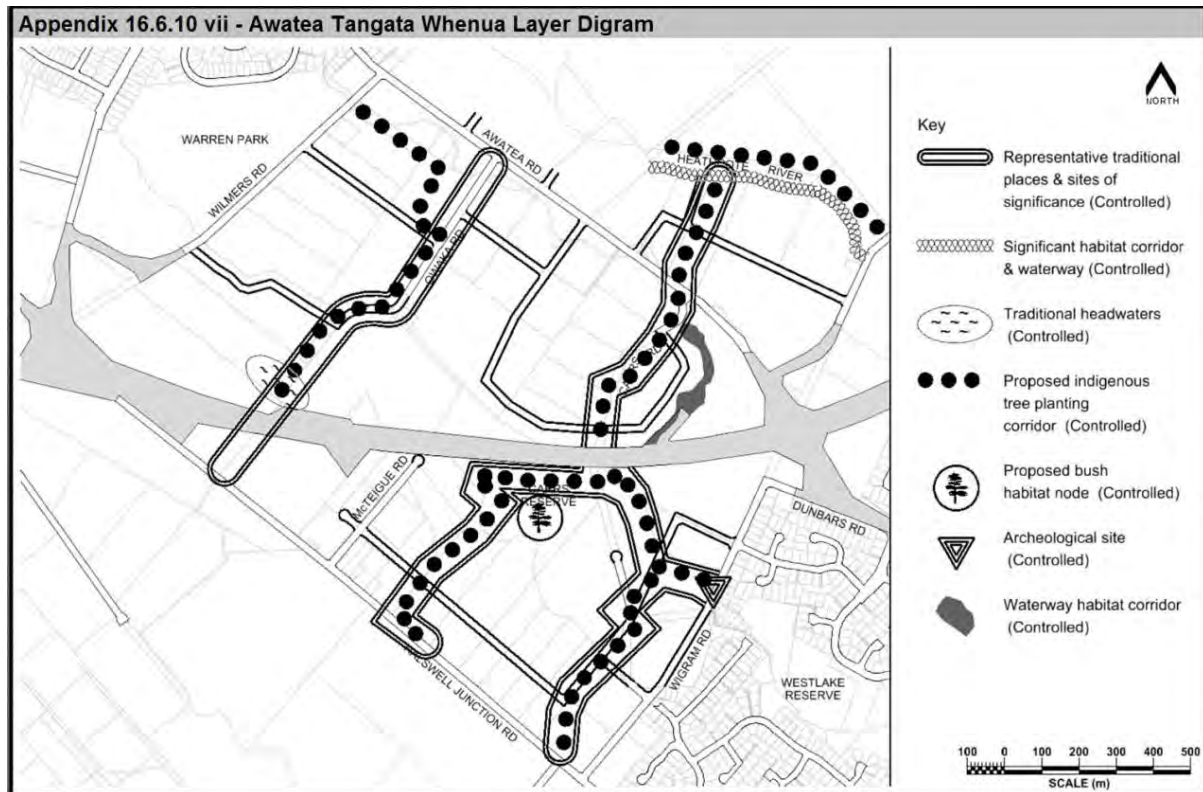 Appendix 16.6.10 vii - Awatea Tangata Whenua Layer Digram
WARREN PARK
WILMERS RD
AWATEA RD
OWAKA RD
HEATHCOTE
RIVER
McTEIGUE RD
RESERVE
DUNBARS RD
WIGRAM RD
WESTLAKE
RESERVE
JUNCTION RD
NORTH
Key
Representative traditional
places & sites of
significance (Controlled)
Significant habitat corridor
& waterway (Controlled)
Traditional headwaters
(Controlled)
Proposed indigenous
tree planting
corridor (Controlled)
Proposed bush
habitat node (Controlled)
Archeological site
(Controlled)
Waterway habitat corridor
(Controlled)
100 0 100 200 300 400 500
SCALE (m)